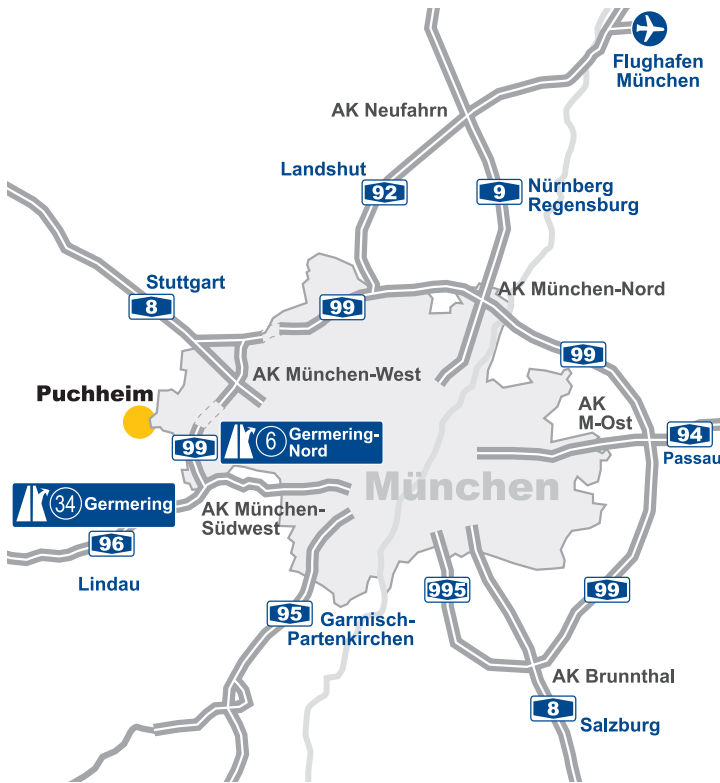 Flughafen
München
AK Neufahrn
Landshut
92
9
Nürnberg
Regensburg
Stuttgart
8
99
AK München-Nord
99
AK München-West
Puchheim
AK
M-Ost
99
6
Germering-
Nord
94
Passau
München
34
Germering
AK München-
Südwest
96
Lindau
995
99
95
Garmisch-
Partenkirchen
AK Brunnthal
8
Salzburg